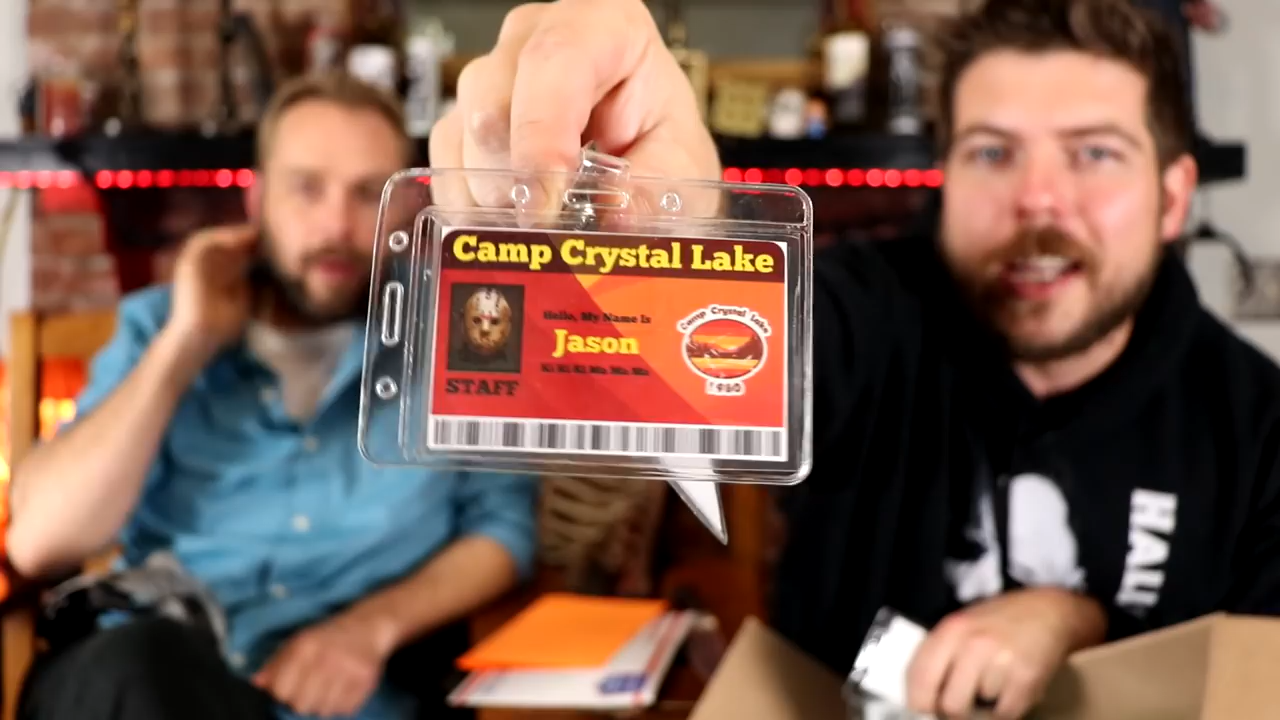 Camp Crystal Lake
Hello, My Name Is
Jason
Ki Ki Ki Ma Ma Ma
STAFF
Camp Crystal Lake
1980
HAU